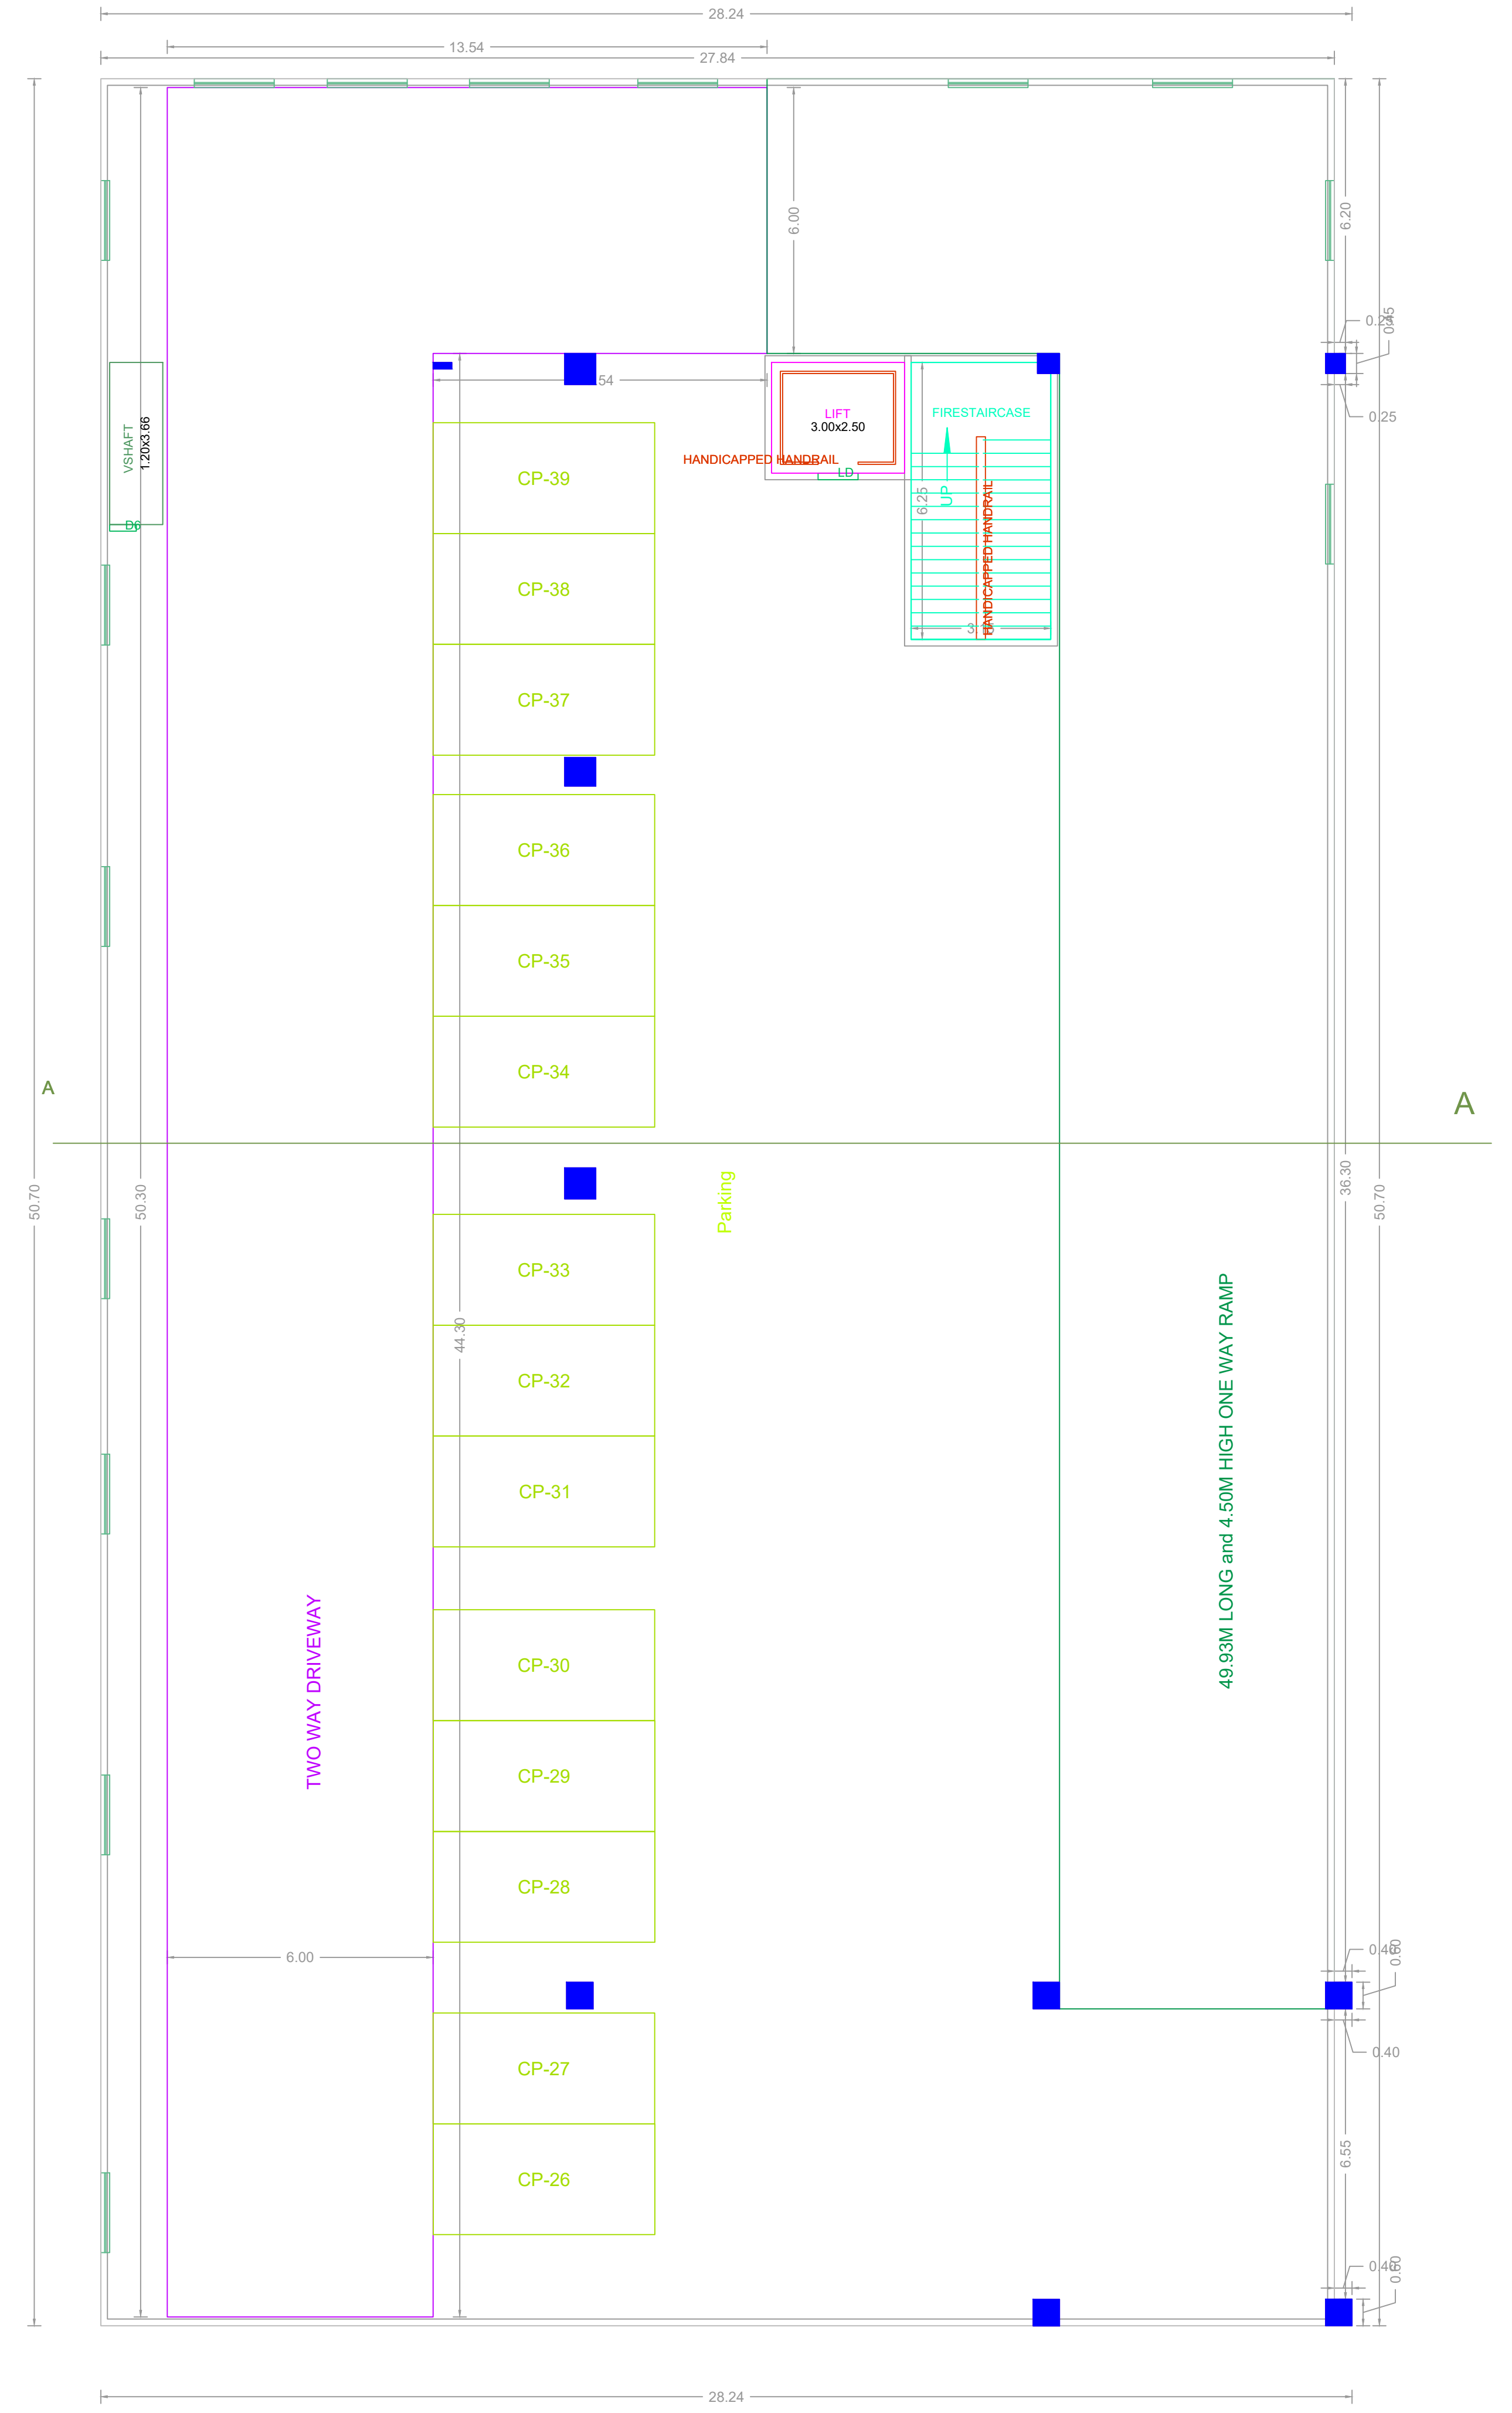 28.24
13.54
27.84
6.00
6.20
0.25
0.45
0.25
LIFT
3.00x2.50
FIRESTAIRCASE
VSHAFT
1.20x3.66
HANDICAPPED HANDRAIL
LD
CP-39
6.25
UP
HANDICAPPED HANDRAIL
D6
CP-38
CP-37
CP-36
CP-35
CP-34
A
A
50.70
50.30
Parking
36.30
50.70
CP-33
44.30
CP-32
CP-31
49.93M LONG and 4.50M HIGH ONE WAY RAMP
TWO WAY DRIVEWAY
CP-30
CP-29
CP-28
6.00
0.40
0.60
0.40
CP-27
6.55
CP-26
0.40
0.60
28.24